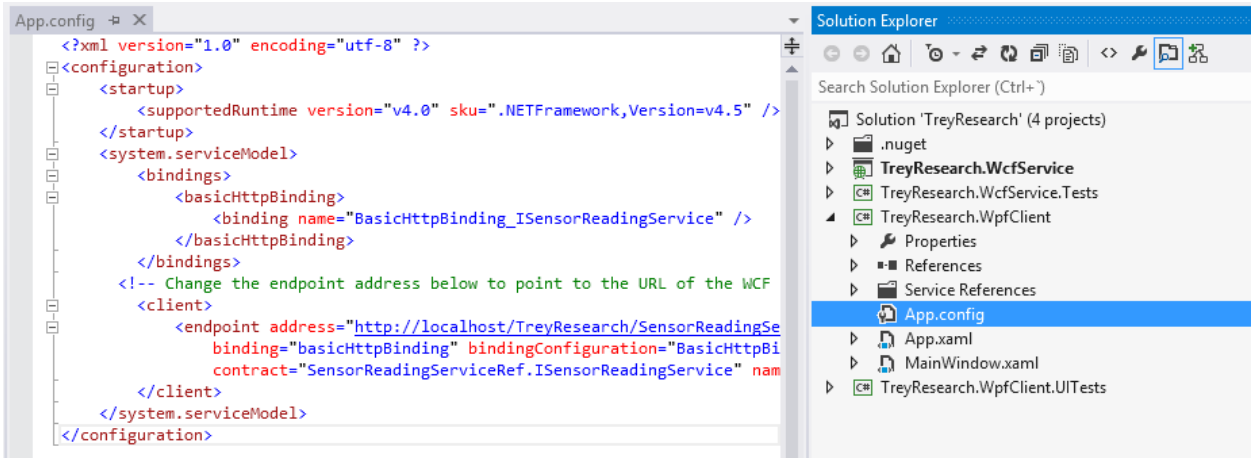 App.config
<?xml version="1.0" encoding="utf-8" ?>
<configuration>
<startup>
<supportedRuntime version="v4.0" sku=".NETFramework,Version=v4.5" />
</startup>
<system.serviceModel>
<bindings>
<basicHttpBinding>
<binding name="BasicHttpBinding_ISensorReadingService" />
</basicHttpBinding>
</bindings>
<!-- Change the endpoint address below to point to the URL of the WCF
<client>
<endpoint address="http://localhost/TreyResearch/SensorReadingSe
binding="basicHttpBinding" bindingConfiguration="BasicHttpBi
contract="SensorReadingServiceRef.ISensorReadingService" nam
</client>
</system.serviceModel>
</configuration>
Solution Explorer
Search Solution Explorer (Ctrl+`)
Solution 'TreyResearch' (4 projects)
.nuget
TreyResearch.WcfService
C# TreyResearch.WcfService.Tests
C# TreyResearch.WpfClient
Properties
References
Service References
App.config
App.xaml
MainWindow.xaml
C# TreyResearch.WpfClient.UITests